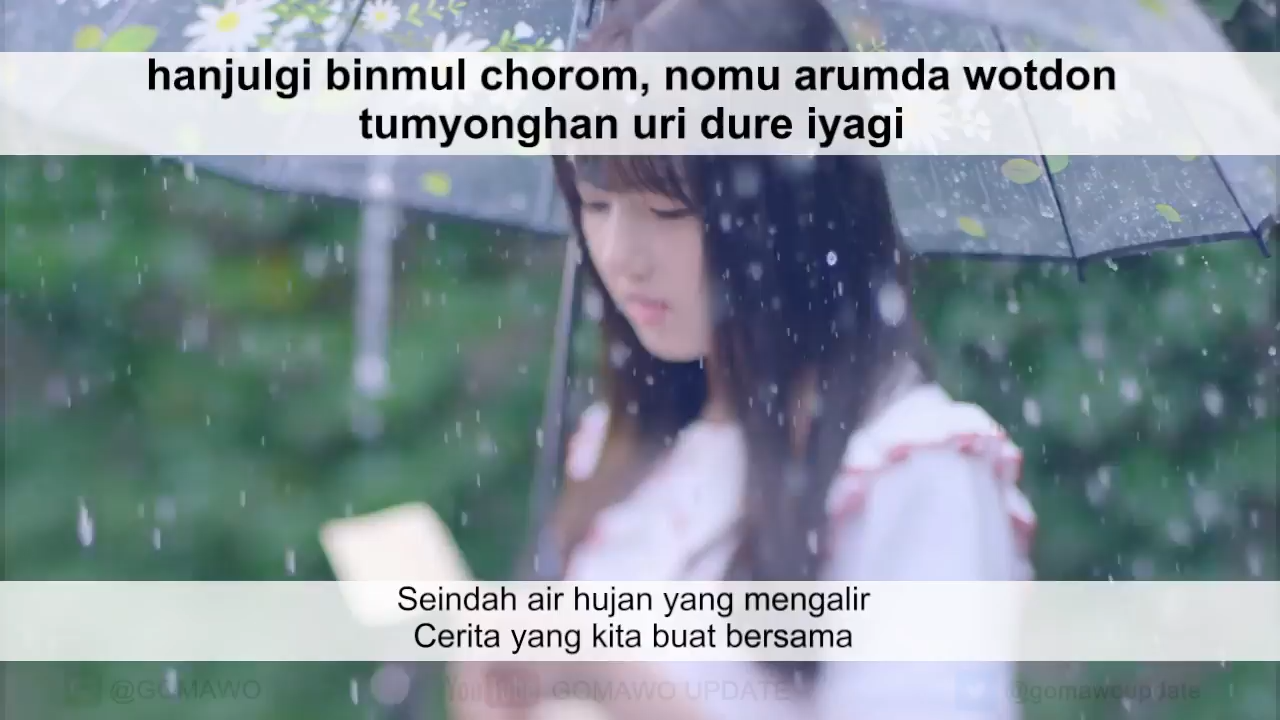 hanjulgi binmul chorom, nomu arumda wotdon
tumyonghan uri dure iyagi
Seindah air hujan yang mengalir
Cerita yang kita buat bersama
@GOMAWO
YouTube GOMAWO UPDATE
@gomawoupdate